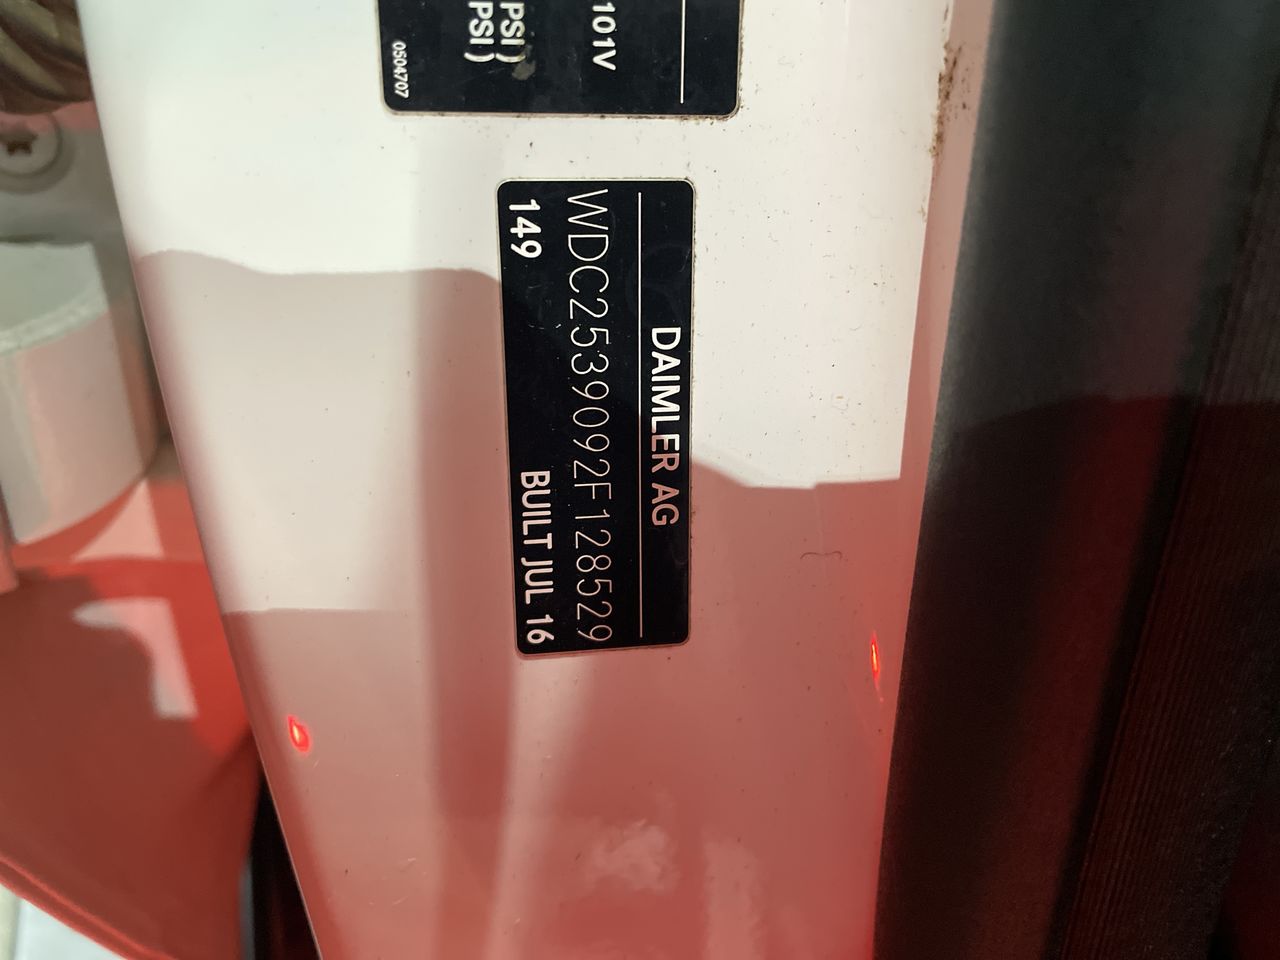 101V
PSI )
PSI )
0504707
DAIMLER AG
WDC2539092F128529
149 BUILT JUL 16